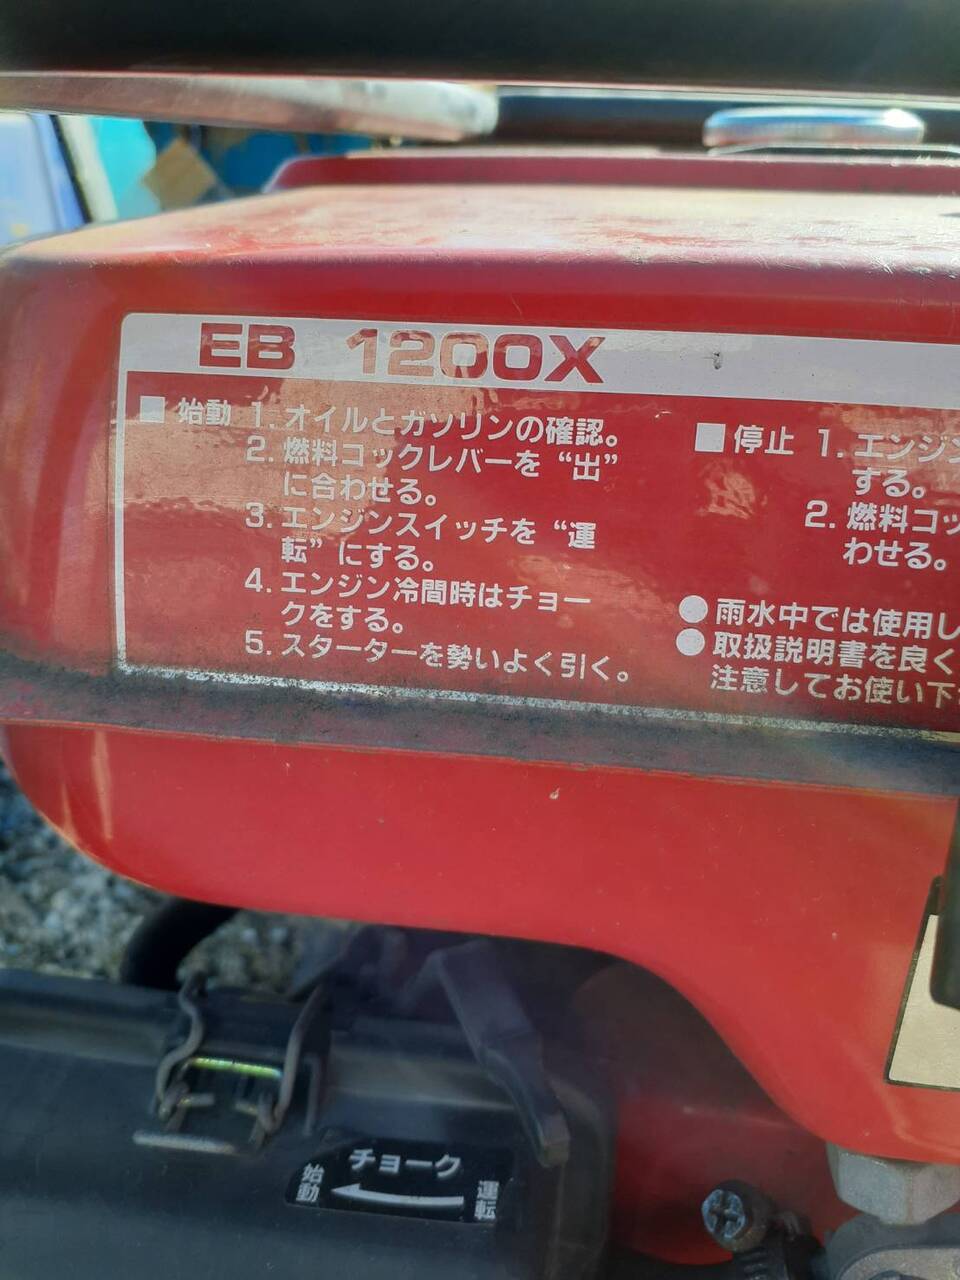 EB 1200X
■ 始動 1. オイルとガソリンの確認。
2. 燃料コックレバーを“出”
に合わせる。
3. エンジンスイッチを“運
転”にする。
4. エンジン冷間時はチョー
クをする。
5. スターターを勢いよく引く。
■ 停止 1. エンジン
する。
2. 燃料コッ
わせる。
● 雨水中では使用し
● 取扱説明書を良く
注意してお使い下
チョーク
始動
運転